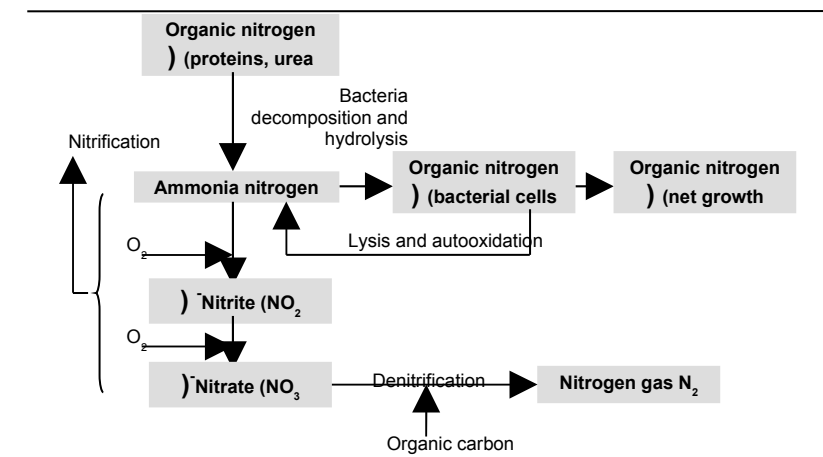 Organic nitrogen
) (proteins, urea
Bacteria
decomposition and
hydrolysis
Nitrification
Ammonia nitrogen
Organic nitrogen
) (bacterial cells
Organic nitrogen
) (net growth
Lysis and autooxidation
O2
) -Nitrite (NO2
O2
)-Nitrate (NO3
Denitrification
Nitrogen gas N2
Organic carbon